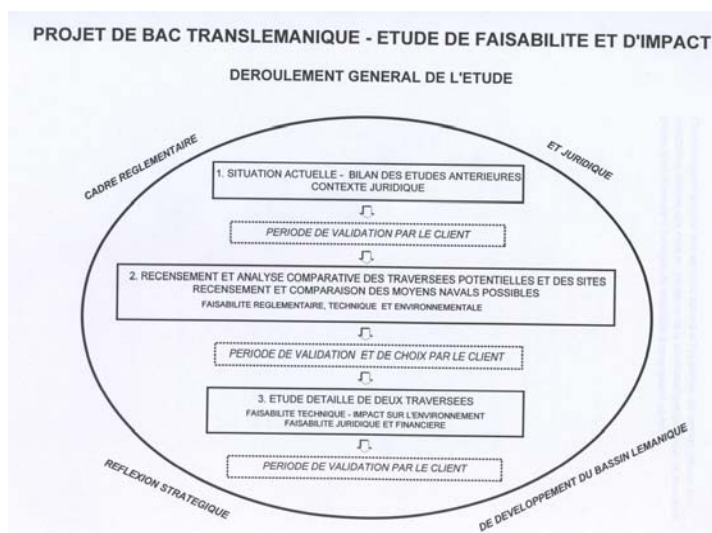 PROJET DE BAC TRANSLEMANIQUE - ETUDE DE FAISABILITE ET D'IMPACT
DEROULEMENT GENERAL DE L'ETUDE
CADRE REGLEMENTAIRE
ET JURIDIQUE
1. SITUATION ACTUELLE - BILAN DES ETUDES ANTERIEURES
CONTEXTE JURIDIQUE
PERIODE DE VALIDATION PAR LE CLIENT
2. RECENSEMENT ET ANALYSE COMPARATIVE DES TRAVERSEES POTENTIELLES ET DES SITES
RECENSEMENT ET COMPARAISON DES MOYENS NAVALS POSSIBLES
FAISABILITE REGLEMENTAIRE, TECHNIQUE ET ENVIRONNEMENTALE
PERIODE DE VALIDATION ET DE CHOIX PAR LE CLIENT
3. ETUDE DETAILLE DE DEUX TRAVERSEES
FAISABILITE TECHNIQUE - IMPACT SUR L'ENVIRONNEMENT
FAISABILITE JURIDIQUE ET FINANCIERE
PERIODE DE VALIDATION PAR LE CLIENT
REFLEXION STRATEGIQUE
DE DEVELOPPEMENT DU BASSIN LEMANIQUE